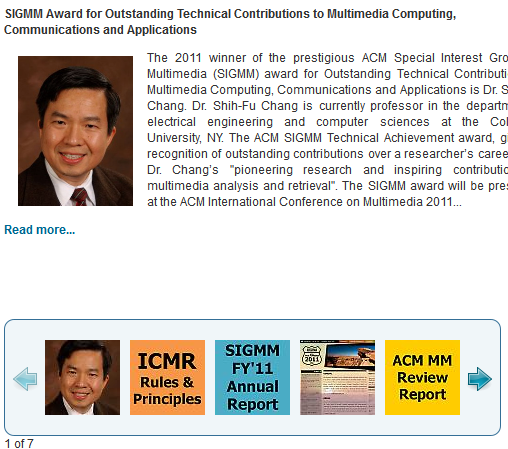 SIGMM Award for Outstanding Technical Contributions to Multimedia Computing,
Communications and Applications
The 2011 winner of the prestigious ACM Special Interest Gro
Multimedia (SIGMM) award for Outstanding Technical Contributi
Multimedia Computing, Communications and Applications is Dr. S
Chang. Dr. Shih-Fu Chang is currently professor in the departm
electrical engineering and computer sciences at the Col
University, NY. The ACM SIGMM Technical Achievement award, g
recognition of outstanding contributions over a researcher's caree
Dr. Chang's "pioneering research and inspiring contributio
multimedia analysis and retrieval". The SIGMM award will be pres
at the ACM International Conference on Multimedia 2011...
Read more...
ICMR
Rules &
Principles
SIGMM
FY'11
Annual
Report
2011
ACM MM
Review
Report
1 of 7